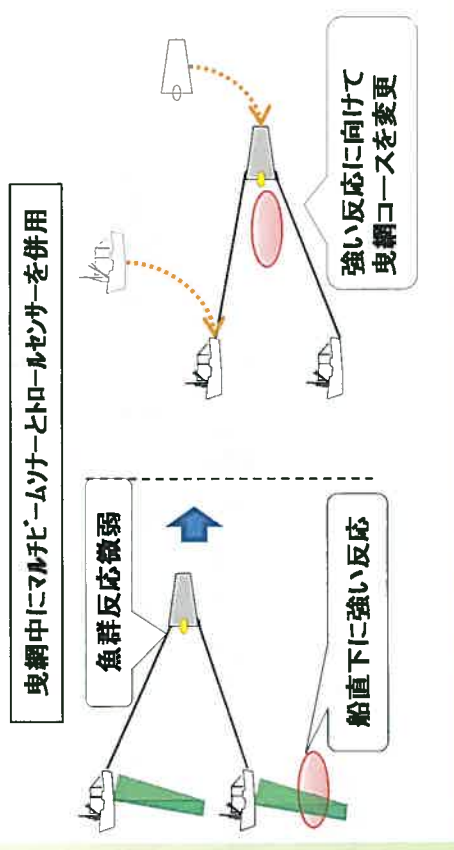 曳網中にマルチビームソナーとトロールセンサーを併用
魚群反応微弱
船直下に強い反応
強い反応に向けて
曳網コースを変更